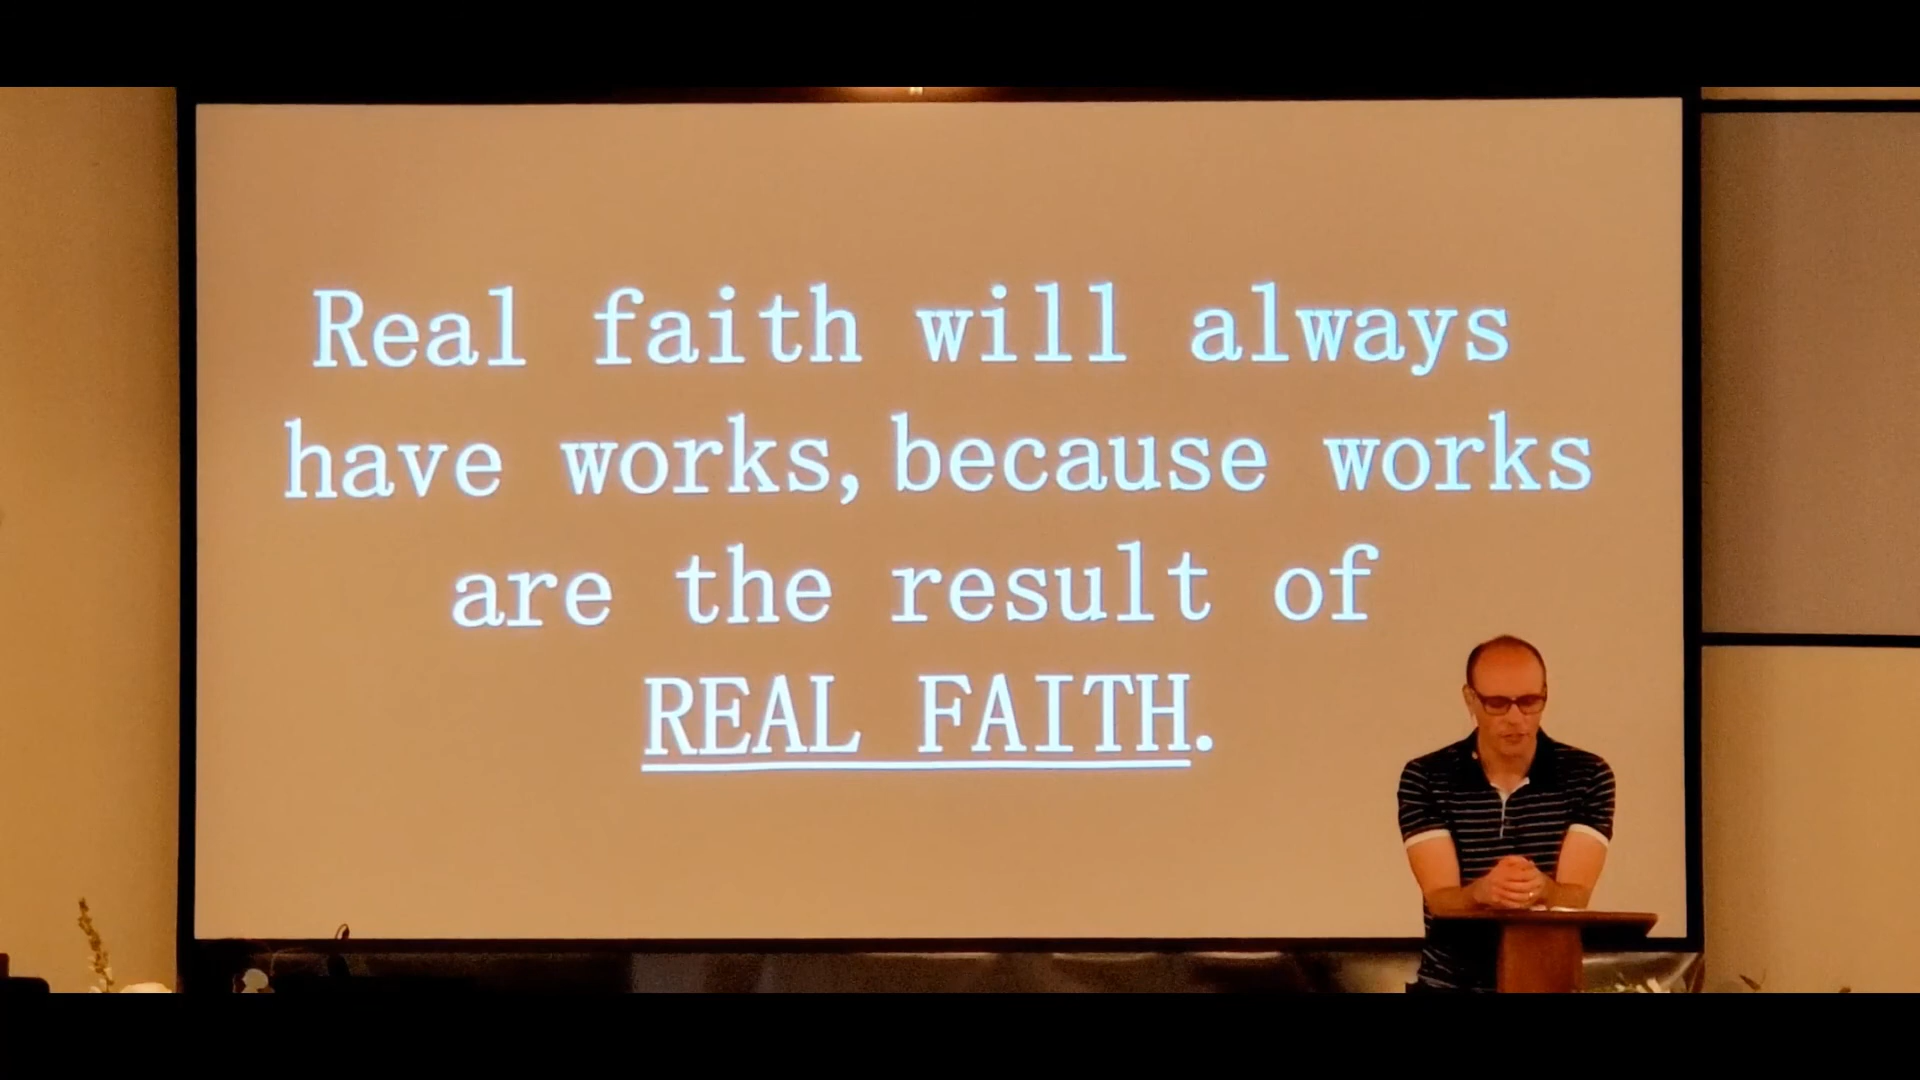 Real faith will always
have works, because works
are the result of
REAL FAITH.